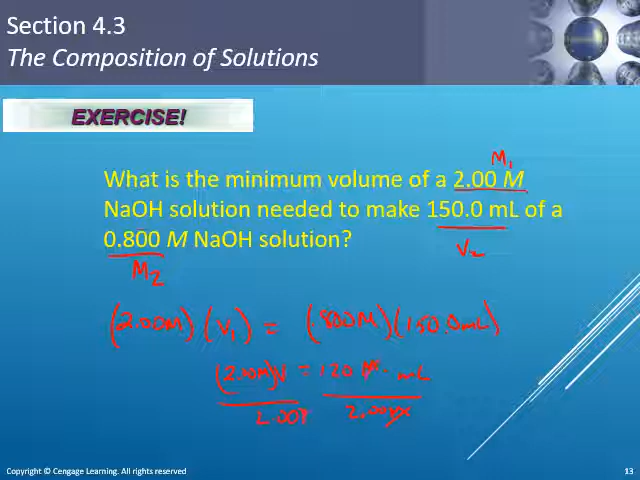 Section 4.3
The Composition of Solutions
EXERCISE!
M₁
What is the minimum volume of a 2.00 M
NaOH solution needed to make 150.0 mL of a
0.800 M NaOH solution?
V₂
M₂
(2.00M) (V₁) = (.800M)(150.0mL)
(2.00M)V = 120 M · mL
2.00M 2.00M
Copyright © Cengage Learning. All rights reserved 13